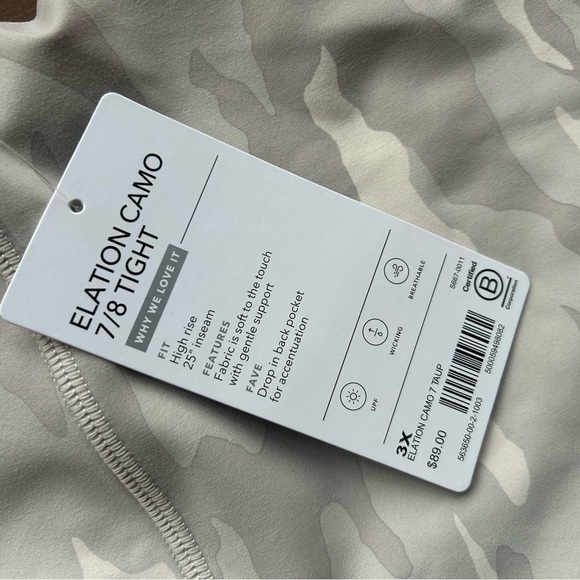 ELATION CAMO
7/8 TIGHT
WHY WE LOVE IT
FIT
High rise
25" inseam
FEATURES
Fabric is soft to the touch
with gentle support
FAVE
Drop in back pocket
for accentuation
UPF
WICKING
BREATHABLE
3X
ELATION CAMO 7 TAUP
$89.00
563650-00-2-1003
500059498082
S667-0011
Certified
B
Corporation